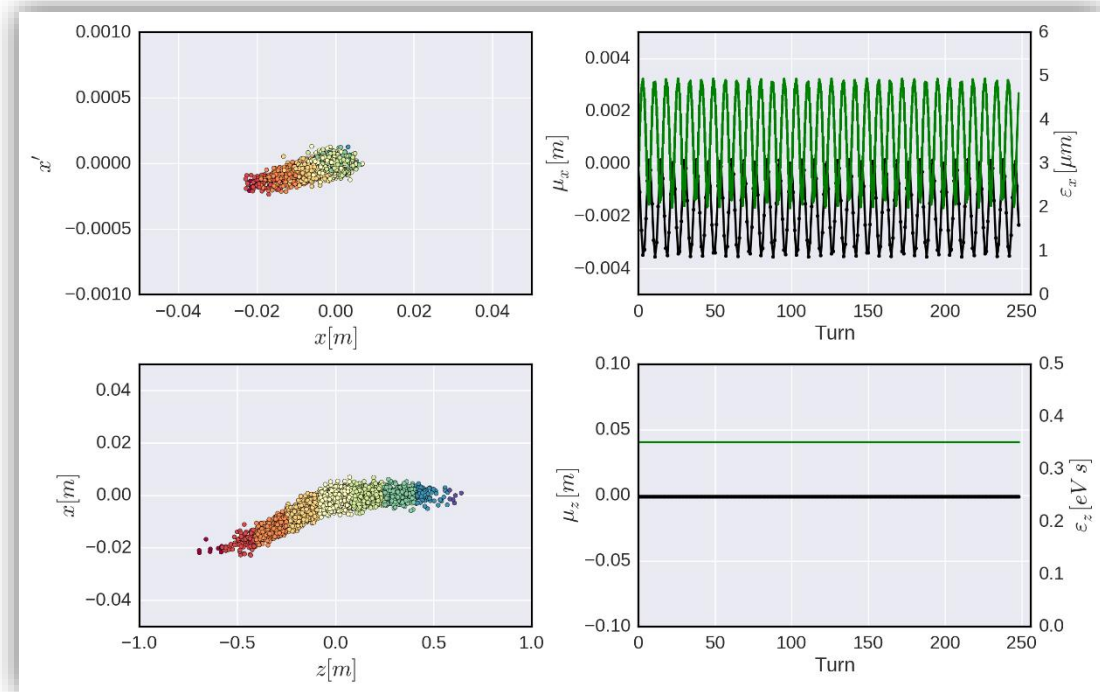 0.0010
0.0005
0.0000
−0.0005
−0.0010
x′
−0.04 −0.02 0.00 0.02 0.04
x[m]
0.004
0.002
0.000
−0.002
−0.004
μx [m]
6
5
4
3
2
1
0
εx [μm]
0 50 100 150 200 250
Turn
0.04
0.02
0.00
−0.02
−0.04
x[m]
−1.0 −0.5 0.0 0.5 1.0
z[m]
0.10
0.05
0.00
−0.05
−0.10
μz [m]
0.5
0.4
0.3
0.2
0.1
0.0
εz [eV s]
0 50 100 150 200 250
Turn